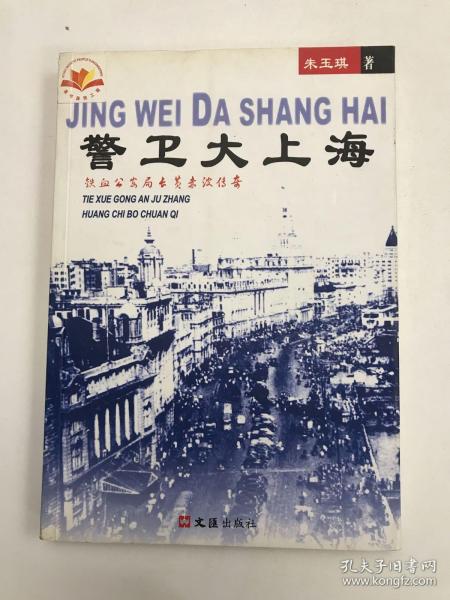 朱玉琪 著
JING WEI DA SHANG HAI
警卫大上海
铁血公安局长黄赤波传奇
TIE XUE GONG AN JU ZHANG
HUANG CHI BO CHUAN QI
文匯出版社
孔夫子旧书网
www.kongfz.com